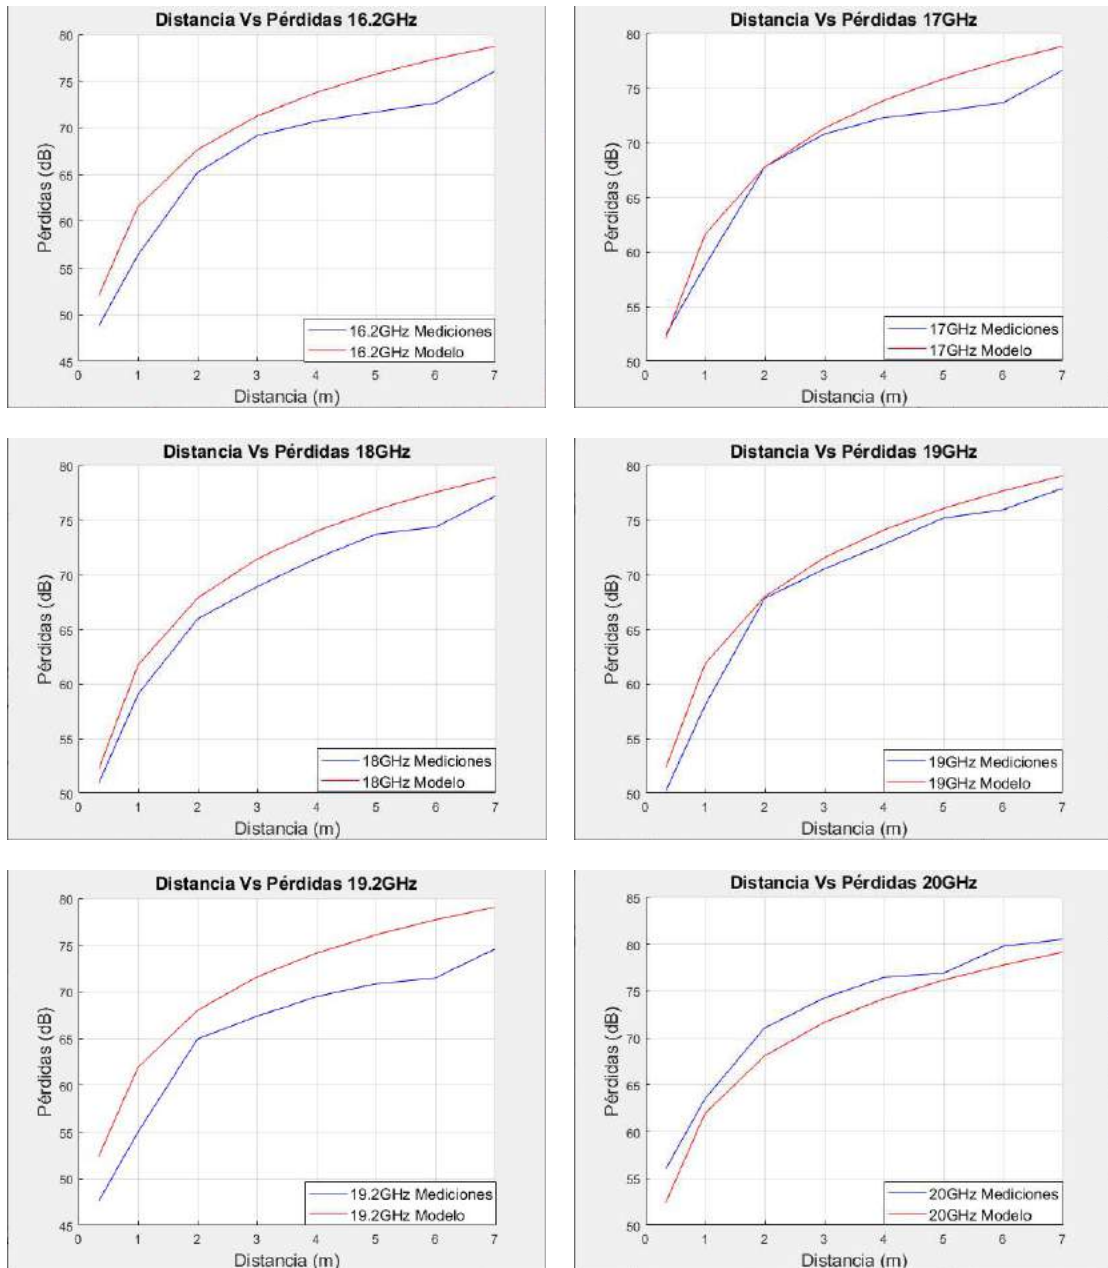 Distancia Vs Pérdidas 16.2GHz
80
75
70
65
60
55
50
45
Pérdidas (dB)
0 1 2 3 4 5 6 7
Distancia (m)
16.2GHz Mediciones
16.2GHz Modelo
Distancia Vs Pérdidas 17GHz
80
75
70
65
60
55
50
Pérdidas (dB)
0 1 2 3 4 5 6 7
Distancia (m)
17GHz Mediciones
17GHz Modelo
Distancia Vs Pérdidas 18GHz
80
75
70
65
60
55
50
Pérdidas (dB)
0 1 2 3 4 5 6 7
Distancia (m)
18GHz Mediciones
18GHz Modelo
Distancia Vs Pérdidas 19GHz
80
75
70
65
60
55
50
Pérdidas (dB)
0 1 2 3 4 5 6 7
Distancia (m)
19GHz Mediciones
19GHz Modelo
Distancia Vs Pérdidas 19.2GHz
80
75
70
65
60
55
50
45
Pérdidas (dB)
0 1 2 3 4 5 6 7
Distancia (m)
19.2GHz Mediciones
19.2GHz Modelo
Distancia Vs Pérdidas 20GHz
85
80
75
70
65
60
55
50
Pérdidas (dB)
0 1 2 3 4 5 6 7
Distancia (m)
20GHz Mediciones
20GHz Modelo